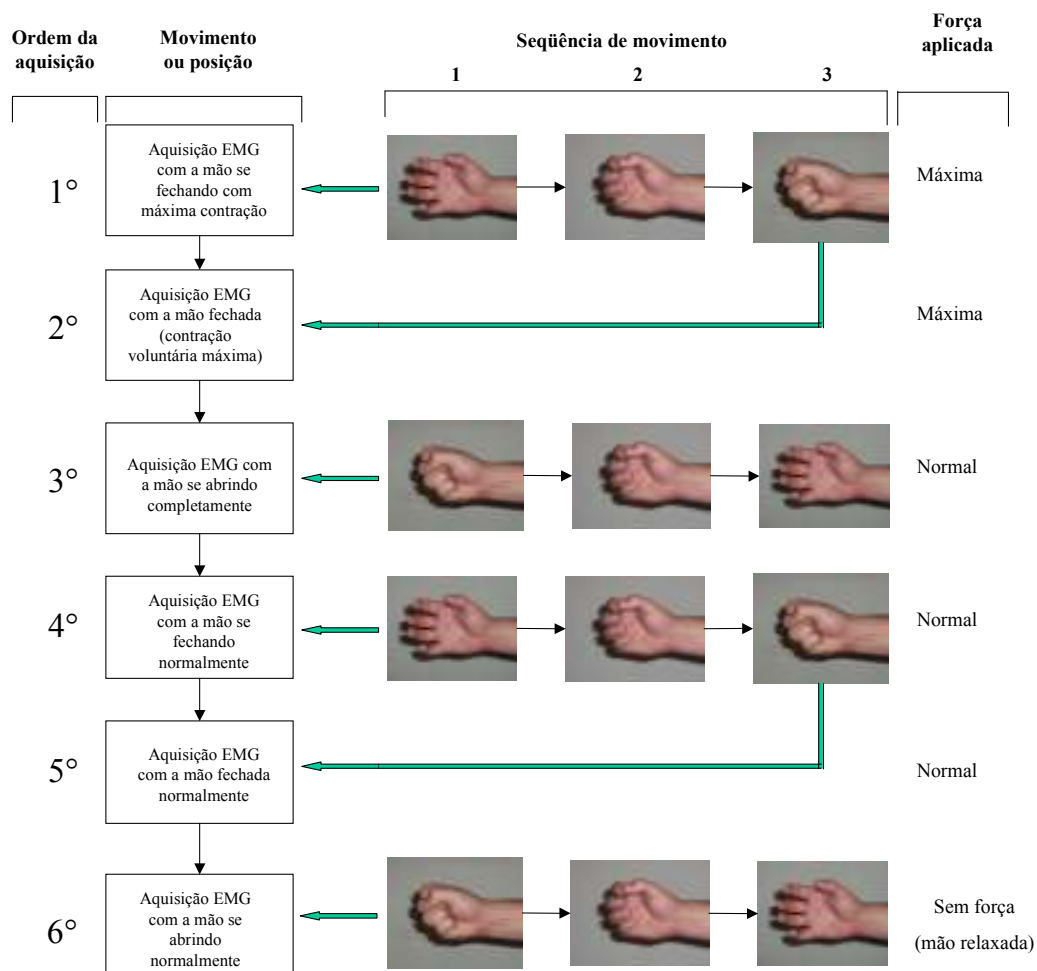 Ordem da
aquisição
Movimento
ou posição
Seqüência de movimento
Força
aplicada
1
2
3
1°
Aquisição EMG
com a mão se
fechando com
máxima contração
Máxima
2°
Aquisição EMG
com a mão fechada
(contração
voluntária máxima)
Máxima
3°
Aquisição EMG com
a mão se abrindo
completamente
Normal
4°
Aquisição EMG
com a mão se
fechando
normalmente
Normal
5°
Aquisição EMG
com a mão fechada
normalmente
Normal
6°
Aquisição EMG
com a mão se
abrindo
normalmente
Sem força
(mão relaxada)